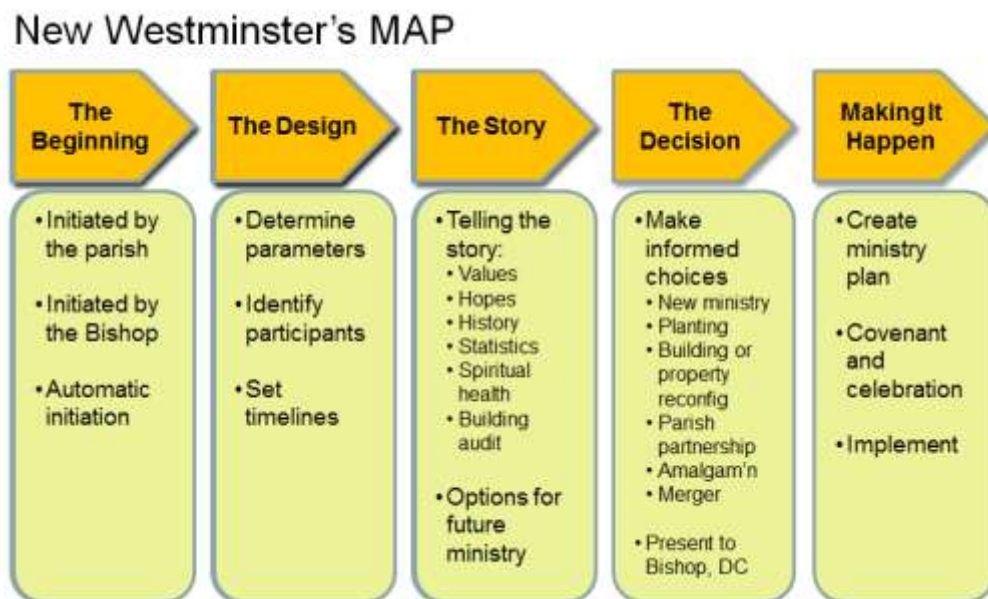 New Westminster's MAP
The
Beginning
• Initiated by
the parish
• Initiated by
the Bishop
• Automatic
initiation
The Design
• Determine
parameters
• Identify
participants
• Set
timelines
The Story
• Telling the
story:
• Values
• Hopes
• History
• Statistics
• Spiritual
health
• Building
audit
• Options for
future
ministry
The
Decision
• Make
informed
choices
• New ministry
• Planting
• Building or
property
reconfig
• Parish
partnership
• Amalgam'n
• Merger
• Present to
Bishop, DC
Making It
Happen
• Create
ministry
plan
• Covenant
and
celebration
• Implement